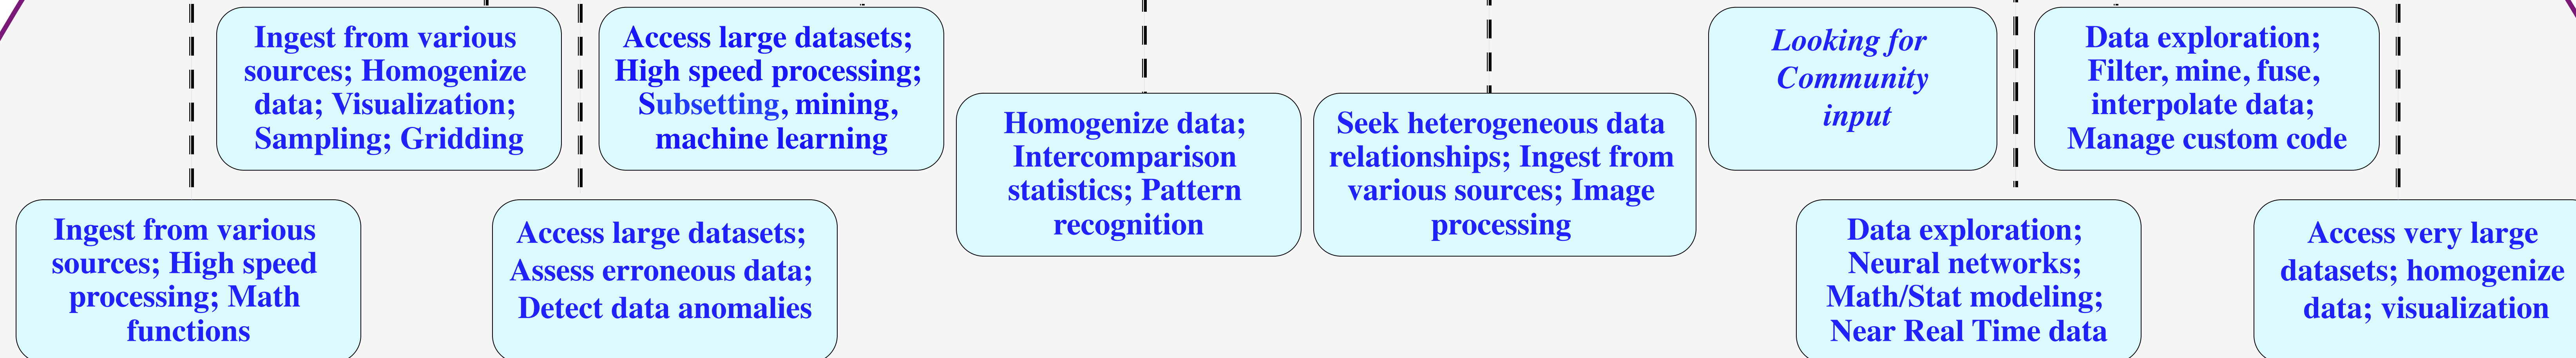 Ingest from various
sources; Homogenize
data; Visualization;
Sampling; Gridding
Access large datasets;
High speed processing;
Subsetting, mining,
machine learning
Homogenize data;
Intercomparison
statistics; Pattern
recognition
Seek heterogeneous data
relationships; Ingest from
various sources; Image
processing
Looking for
Community
input
Data exploration;
Filter, mine, fuse,
interpolate data;
Manage custom code
Ingest from various
sources; High speed
processing; Math
functions
Access large datasets;
Assess erroneous data;
Detect data anomalies
Data exploration;
Neural networks;
Math/Stat modeling;
Near Real Time data
Access very large
datasets; homogenize
data; visualization